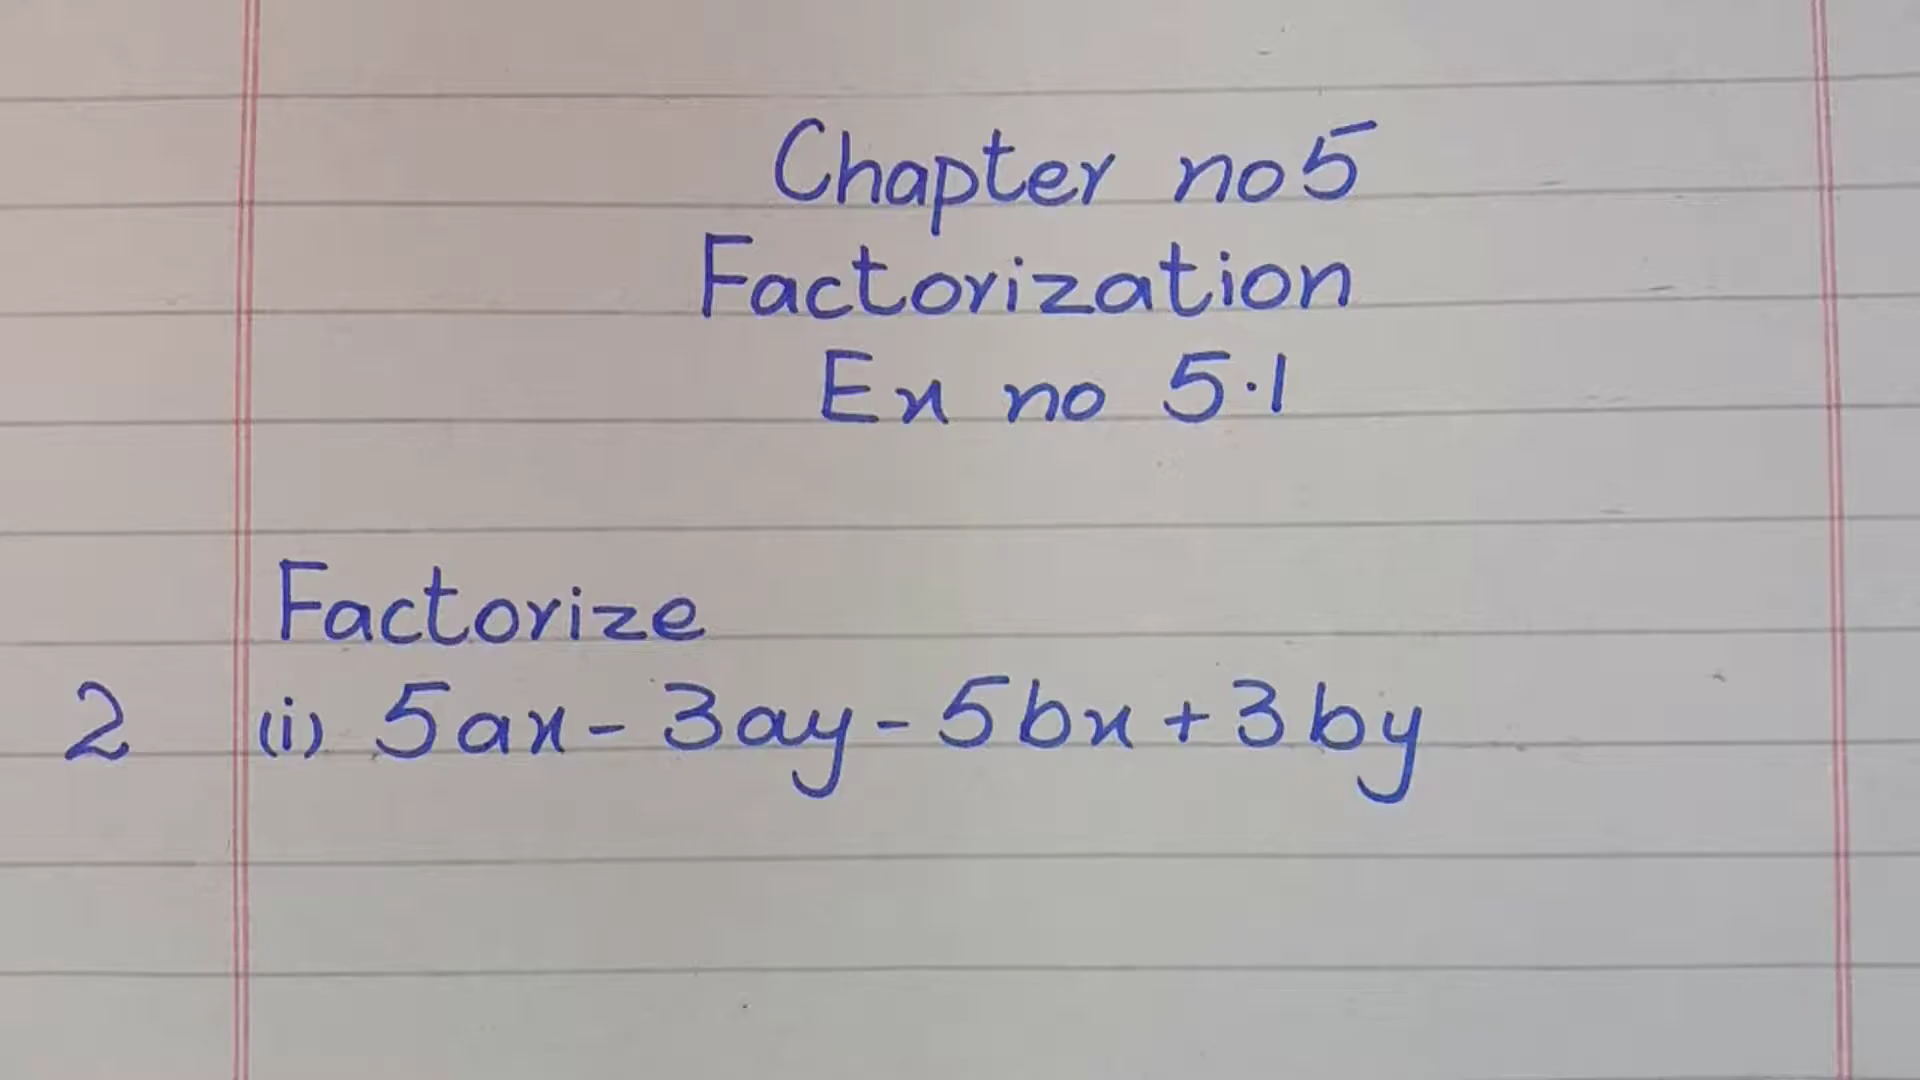 Chapter no 5
Factorization
Ex no 5.1
Factorize
2 (i) 5ax - 3ay - 5bx + 3by